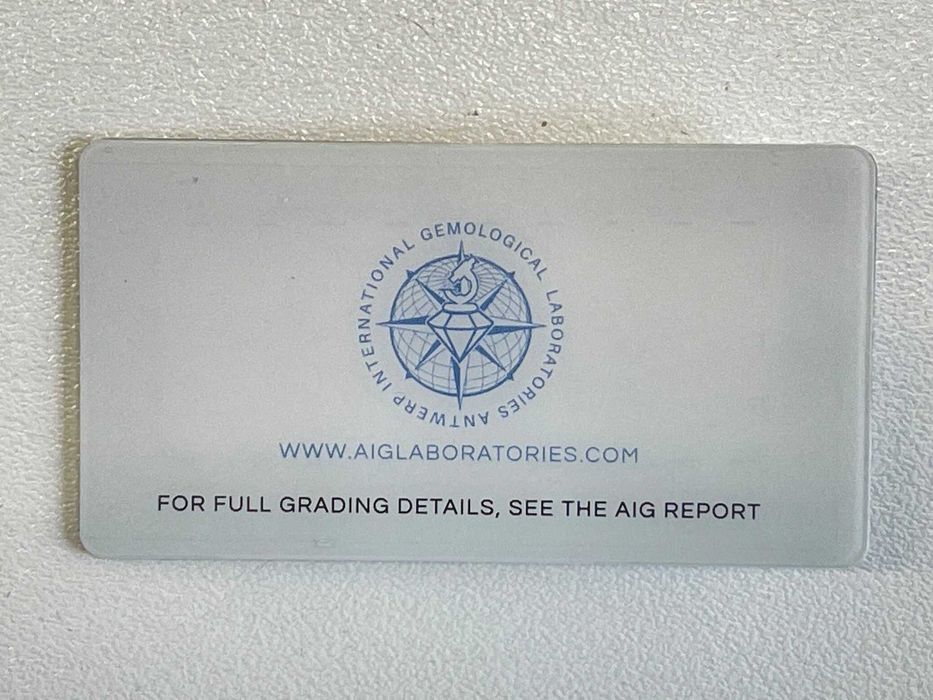 ANTWERP INTERNATIONAL GEMOLOGICAL LABORATORIES
WWW.AIGLABORATORIES.COM
FOR FULL GRADING DETAILS, SEE THE AIG REPORT